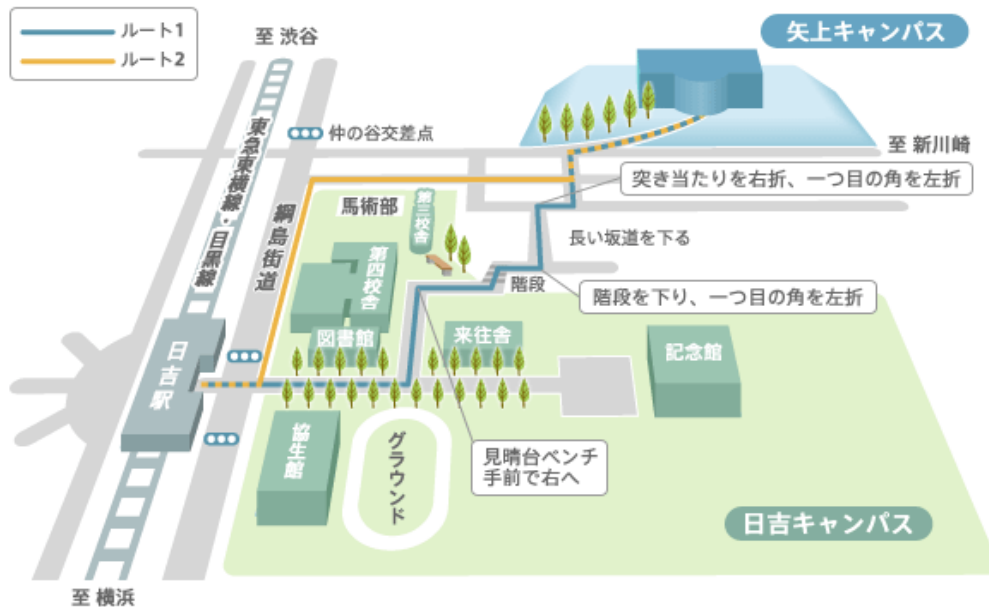 ルート1
ルート2
至 渋谷
矢上キャンパス
東急東横線・目黒線
仲の谷交差点
至 新川崎
突き当たりを右折、一つ目の角を左折
馬術部
第三校舎
綱島街道
長い坂道を下る
第四校舎
階段
階段を下り、一つ目の角を左折
図書館
来往舎
記念館
日吉駅
協生館
グラウンド
見晴台ベンチ
手前で右へ
日吉キャンパス
至 横浜